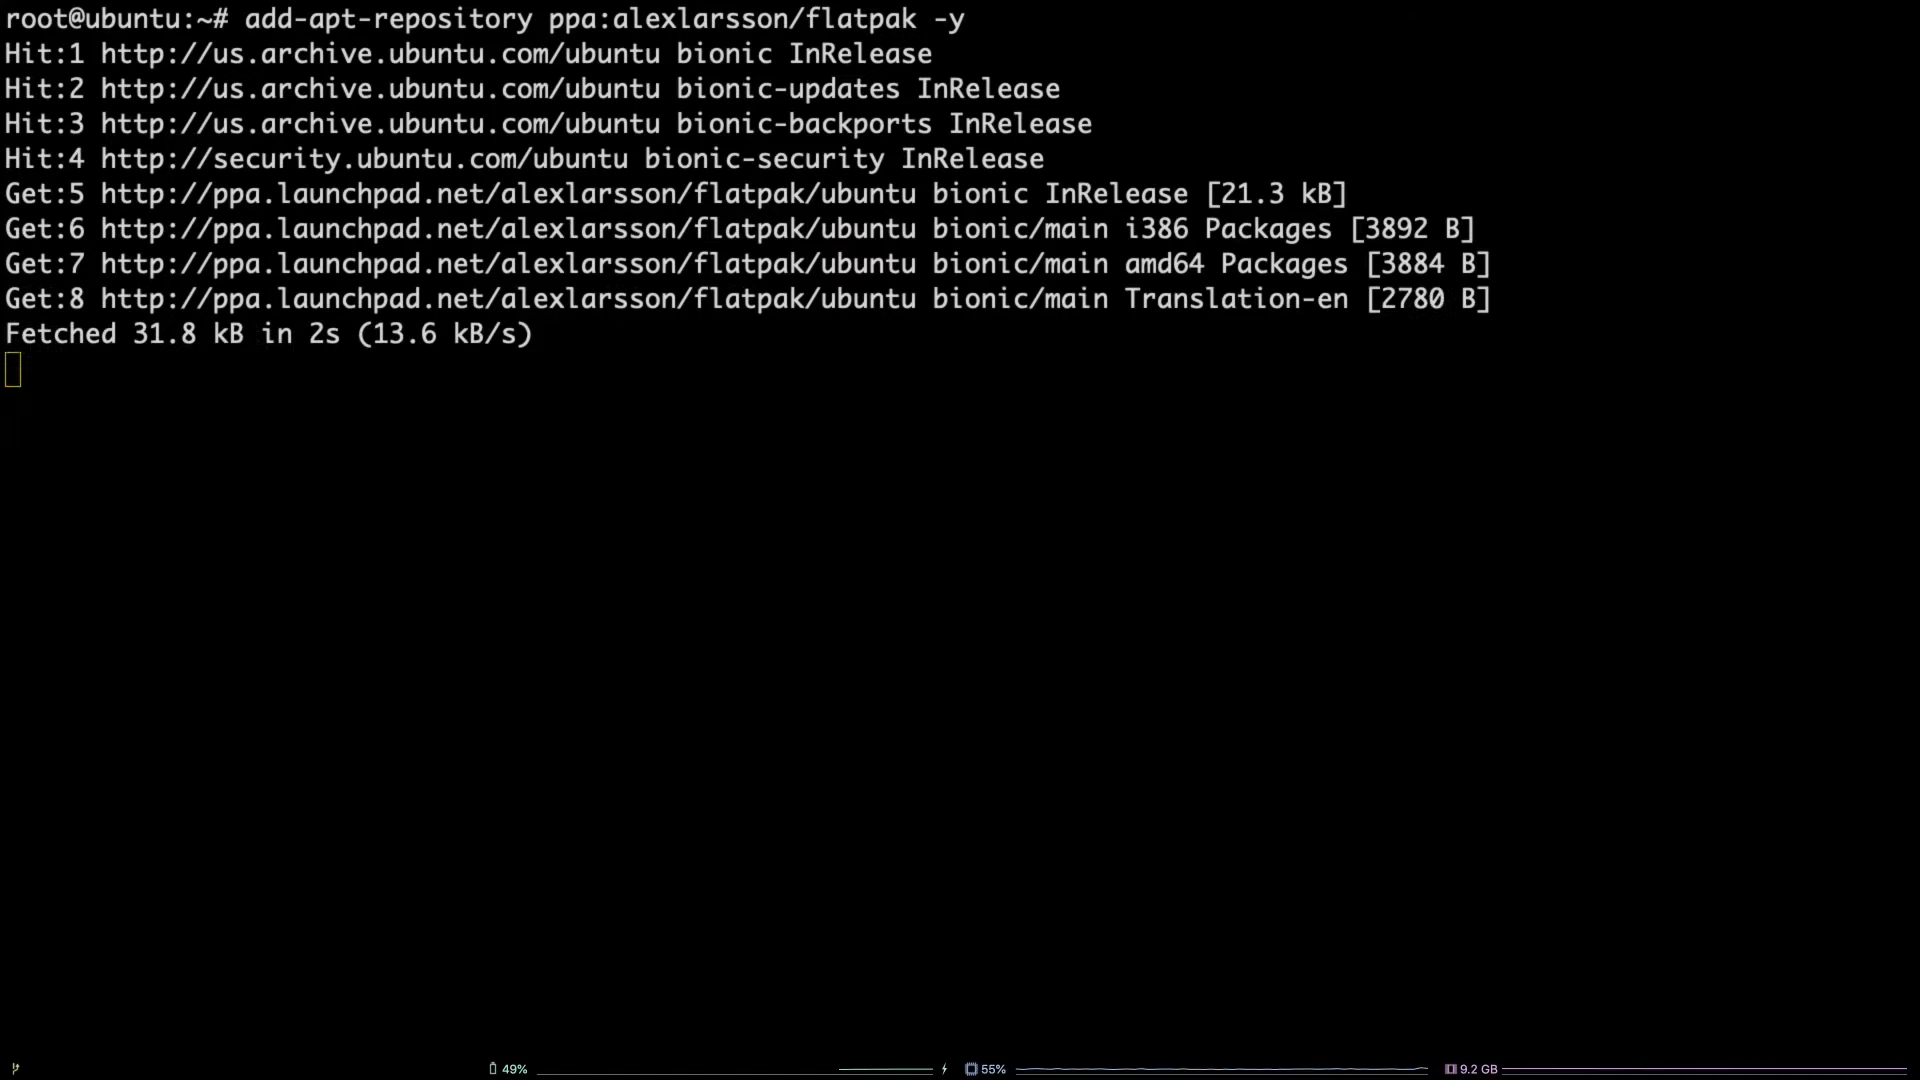 root@ubuntu:~# add-apt-repository ppa:alexlarsson/flatpak -y
Hit:1 http://us.archive.ubuntu.com/ubuntu bionic InRelease
Hit:2 http://us.archive.ubuntu.com/ubuntu bionic-updates InRelease
Hit:3 http://us.archive.ubuntu.com/ubuntu bionic-backports InRelease
Hit:4 http://security.ubuntu.com/ubuntu bionic-security InRelease
Get:5 http://ppa.launchpad.net/alexlarsson/flatpak/ubuntu bionic InRelease [21.3 kB]
Get:6 http://ppa.launchpad.net/alexlarsson/flatpak/ubuntu bionic/main i386 Packages [3892 B]
Get:7 http://ppa.launchpad.net/alexlarsson/flatpak/ubuntu bionic/main amd64 Packages [3884 B]
Get:8 http://ppa.launchpad.net/alexlarsson/flatpak/ubuntu bionic/main Translation-en [2780 B]
Fetched 31.8 kB in 2s (13.6 kB/s)
49% 55% 9.2 GB